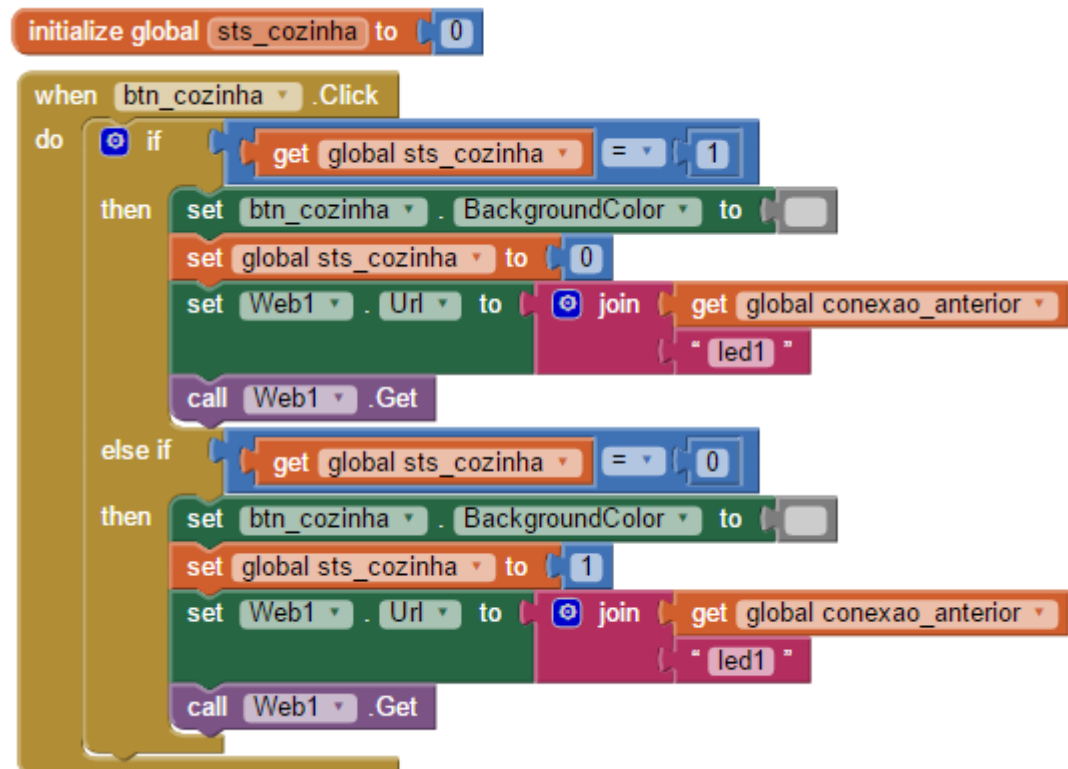 initialize global sts_cozinha to 0
when btn_cozinha .Click
do if get global sts_cozinha = 1
then set btn_cozinha . BackgroundColor to
set global sts_cozinha to 0
set Web1 . Url to join get global conexao_anterior
" led1 "
call Web1 .Get
else if get global sts_cozinha = 0
then set btn_cozinha . BackgroundColor to
set global sts_cozinha to 1
set Web1 . Url to join get global conexao_anterior
" led1 "
call Web1 .Get